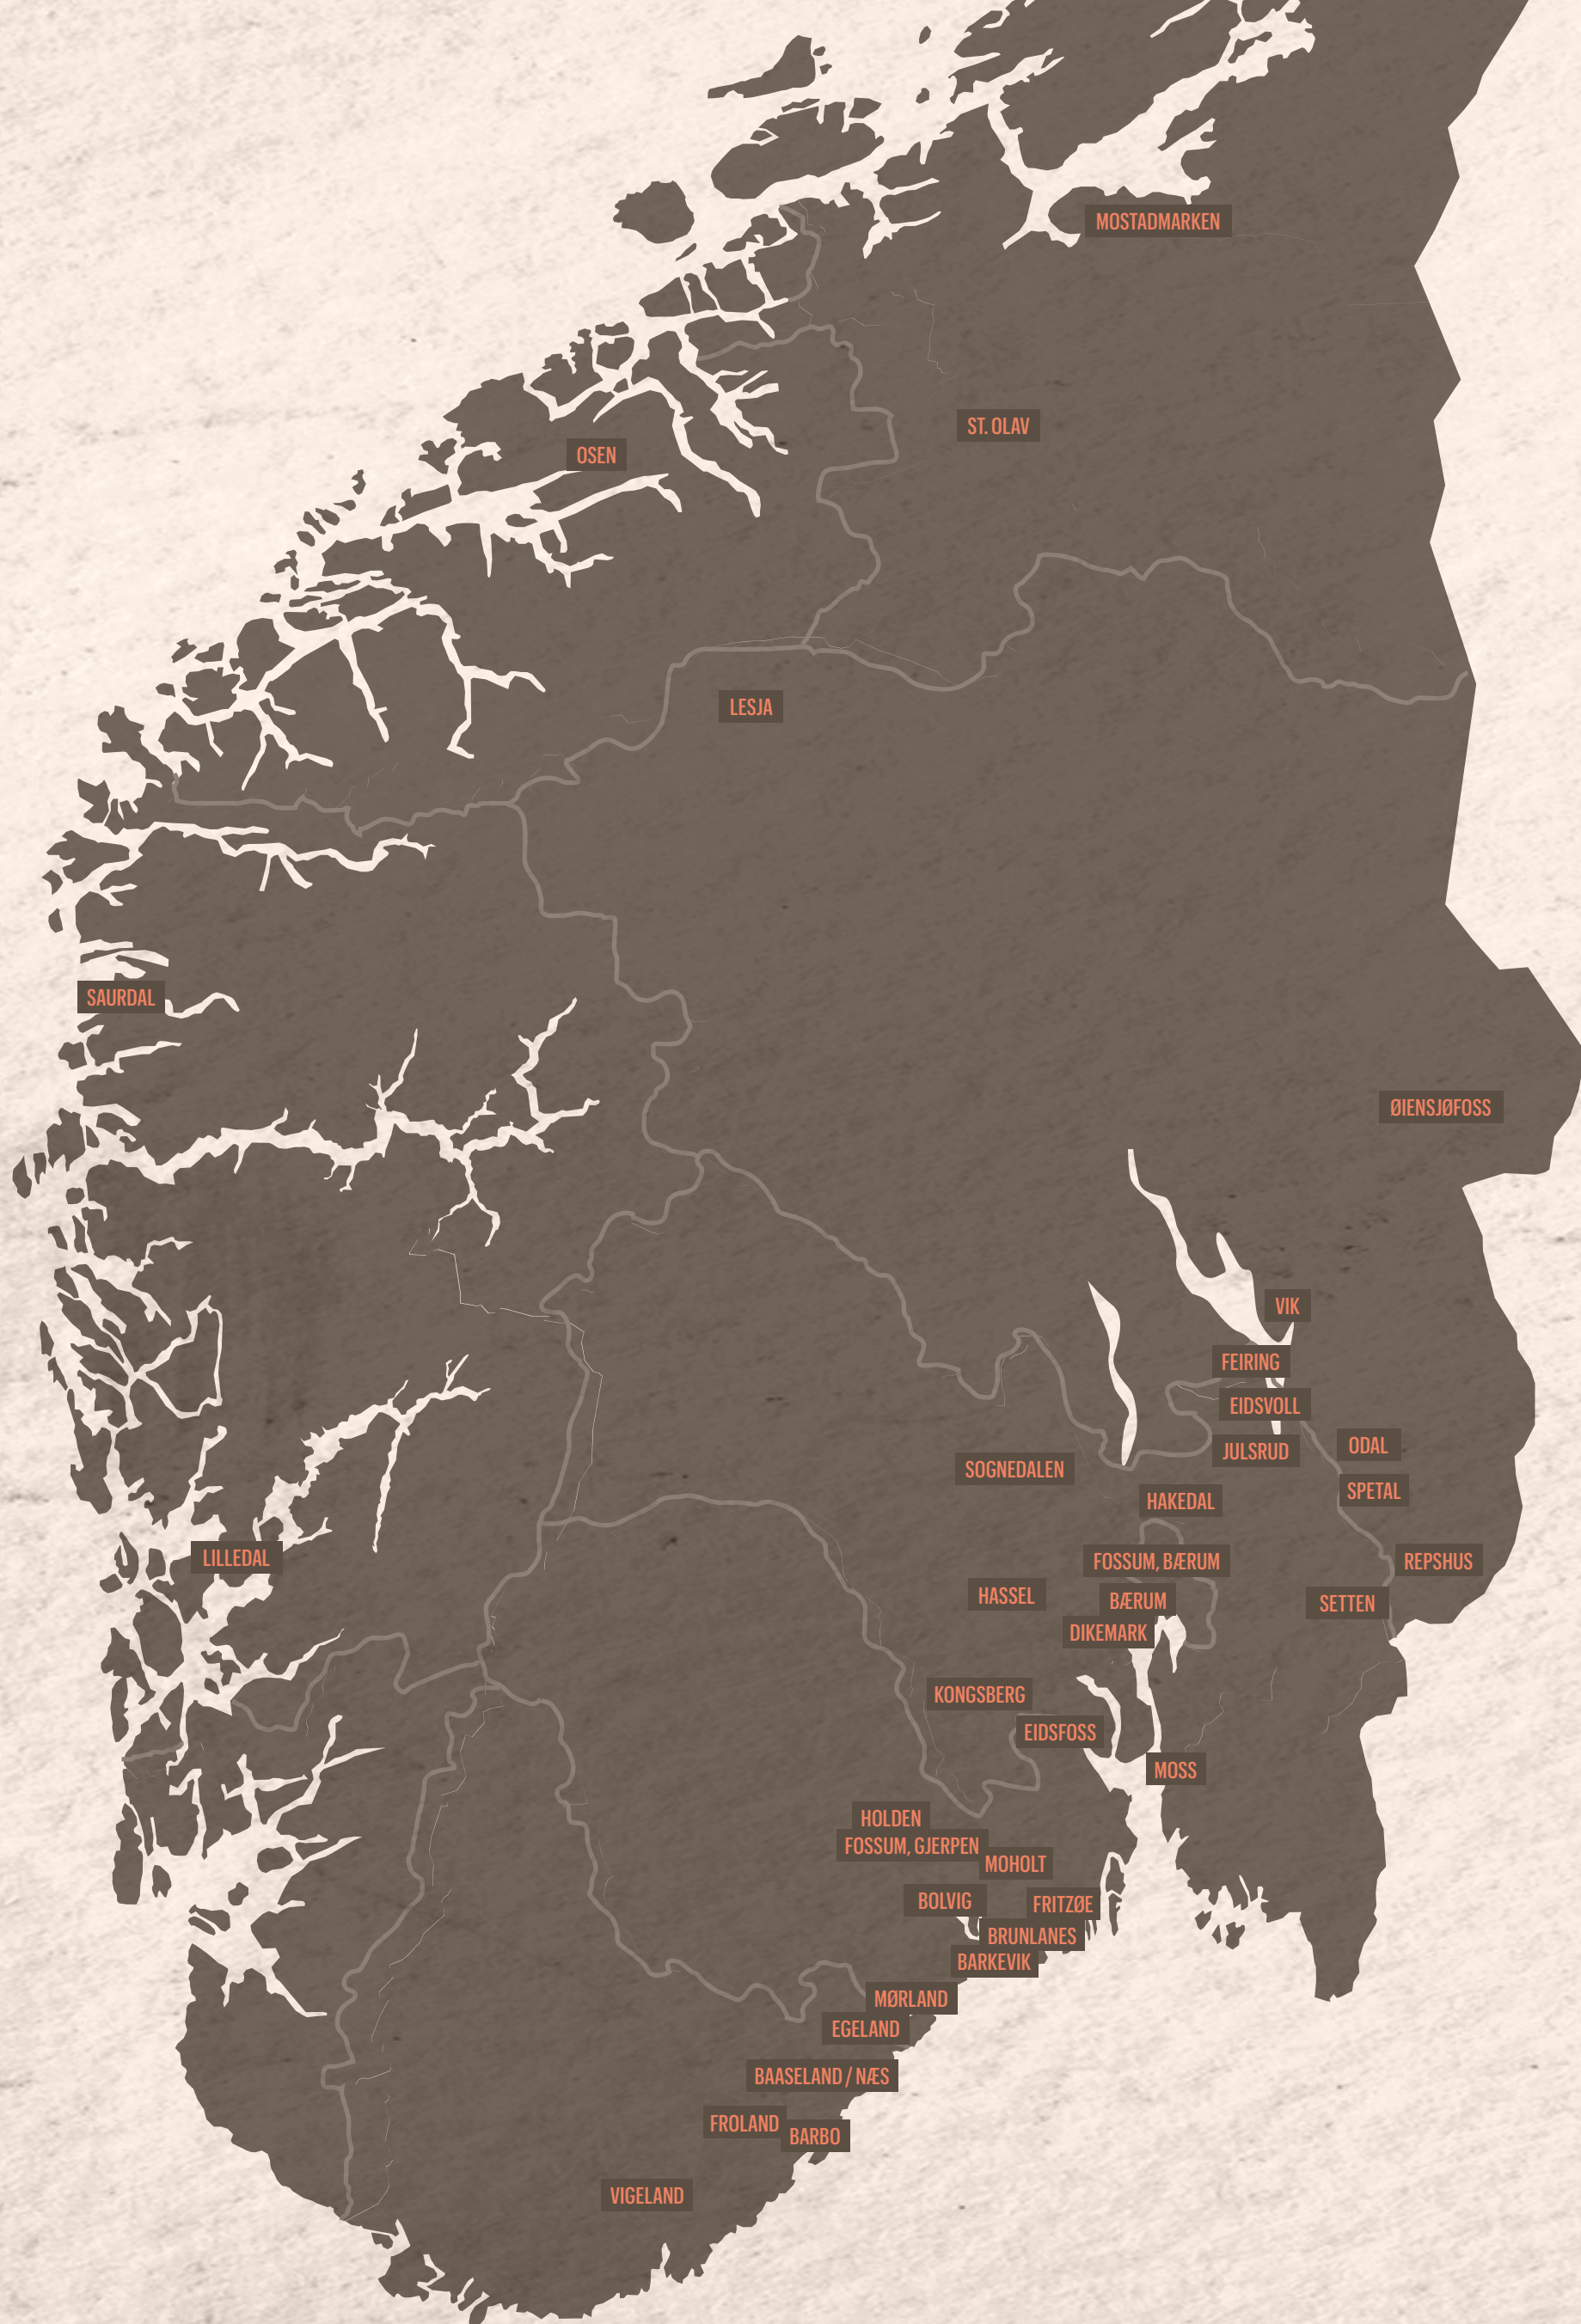 MOSTADMARKEN
ST. OLAV
OSEN
LESJA
SAURDAL
ØIENSJØFOSS
VIK
FEIRING
EIDSVOLL
ODAL
JULSRUD
SOGNEDALEN
SPETAL
HAKEDAL
LILLEDAL
FOSSUM, BÆRUM
REPSHUS
HASSEL
BÆRUM
SETTEN
DIKEMARK
KONGSBERG
EIDSFOSS
MOSS
HOLDEN
FOSSUM, GJERPEN
MOHOLT
BOLVIG
FRITZØE
BRUNLANES
BARKEVIK
MØRLAND
EGELAND
BAASELAND / NÆS
FROLAND
BARBO
VIGELAND